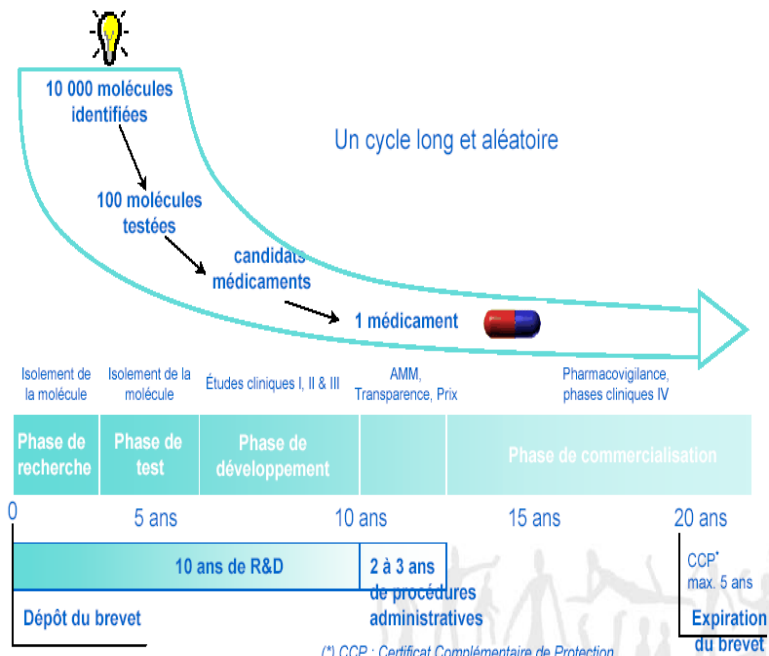 10 000 molécules
identifiées
Un cycle long et aléatoire
100 molécules
testées
candidats
médicaments
1 médicament
Isolement de
la molécule
Isolement de la
molécule
Études cliniques I, II & III
AMM,
Transparence, Prix
Pharmacovigilance,
phases cliniques IV
Phase de
recherche
Phase de
test
Phase de
développement
Phase de commercialisation
0
5 ans
10 ans
15 ans
20 ans
10 ans de R&D
2 à 3 ans
de procédures
administratives
CCP*
max. 5 ans
Dépôt du brevet
Expiration
du brevet
(*) CCP : Certificat Complémentaire de Protection